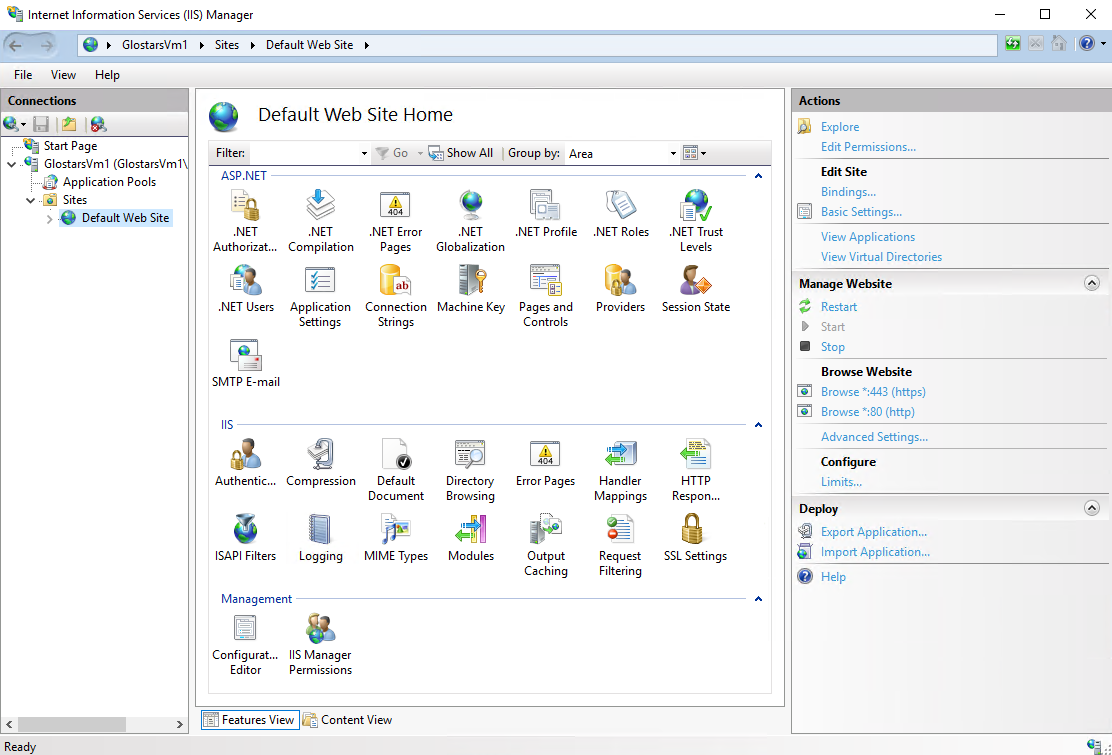 Internet Information Services (IIS) Manager
GlostarsVm1
Sites
Default Web Site
File View Help
Connections
Start Page
GlostarsVm1 (GlostarsVm1\
Application Pools
Sites
Default Web Site
Default Web Site Home
Filter: Go Show All Group by: Area
ASP.NET
.NET Authorizat...
.NET Compilation
.NET Error Pages
.NET Globalization
.NET Profile
.NET Roles
.NET Trust Levels
404
.NET Users
Application Settings
Connection Strings
ab
Machine Key
Pages and Controls
Providers
Session State
SMTP E-mail
IIS
Authentic...
Compression
Default Document
Directory Browsing
Error Pages
404
Handler Mappings
HTTP Respon...
ISAPI Filters
Logging
MIME Types
Modules
Output Caching
Request Filtering
SSL Settings
Management
Configurat... Editor
IIS Manager Permissions
Features View
Content View
Actions
Explore
Edit Permissions...
Edit Site
Bindings...
Basic Settings...
View Applications
View Virtual Directories
Manage Website
Restart
Start
Stop
Browse Website
Browse *:443 (https)
Browse *:80 (http)
Advanced Settings...
Configure
Limits...
Deploy
Export Application...
Import Application...
Help
Ready